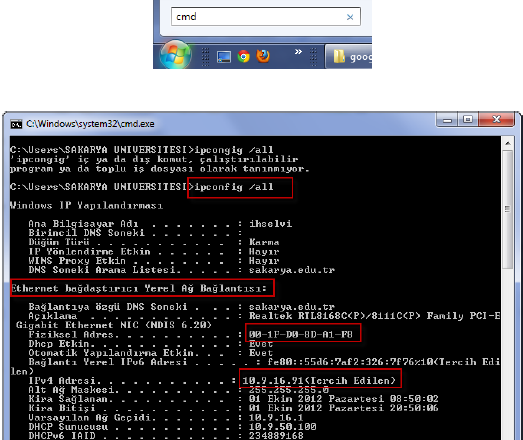 cmd
»
goog
C:\Windows\system32\cmd.exe
C:\Users\SAKARYA UNIVERSITESI>ipcongig /all
'ipcongig' iç ya da dış komut, çalıştırılabilir
program ya da toplu iş dosyası olarak tanınmıyor.
C:\Users\SAKARYA UNIVERSITESI>ipconfig /all
Windows IP Yapılandırması
Ana Bilgisayar Adı . . . . . . . : ihselvi
Birincil DNS Soneki . . . . . . :
Düğün Türü . . . . . . . . . . . : Karma
IP Yönlendirme Etkin . . . . . . : Hayır
WINS Proxy Etkin . . . . . . . . : Hayır
DNS Soneki Arama Listesi. . . . . : sakarya.edu.tr
Ethernet bağdaştırıcı Yerel Ağ Bağlantısı:
Bağlantıya özgü DNS Soneki . . . : sakarya.edu.tr
Açıklama . . . . . . . . . . . . : Realtek RTL8168C(P)/8111C(P) Family PCI-E
Gigabit Ethernet NIC (NDIS 6.20)
Fiziksel Adres. . . . . . . . . . : 00-1F-D0-8D-A1-F8
Dhcp Etkin. . . . . . . . . . . . : Evet
Otomatik Yapılandırma Etkin. . . : Evet
Bağlantı Yerel IPv6 Adresi . . . . . : fe80::55d6:7af2:326:7f76%10(Tercih Edi
len)
IPv4 Adresi. . . . . . . . . . . : 10.9.16.91(Tercih Edilen)
Alt Ağ Maskesi. . . . . . . . . . : 255.255.255.0
Kira Sağlanan. . . . . . . . . . : 01 Ekim 2012 Pazartesi 08:50:02
Kira Bitişi . . . . . . . . . . . : 01 Ekim 2012 Pazartesi 20:50:06
Varsayılan Ağ Geçidi. . . . . . . : 10.9.16.1
DHCP Sunucusu . . . . . . . . . . : 10.9.50.100
DHCPv6 IAID . . . . . . . . . . . : 234889168